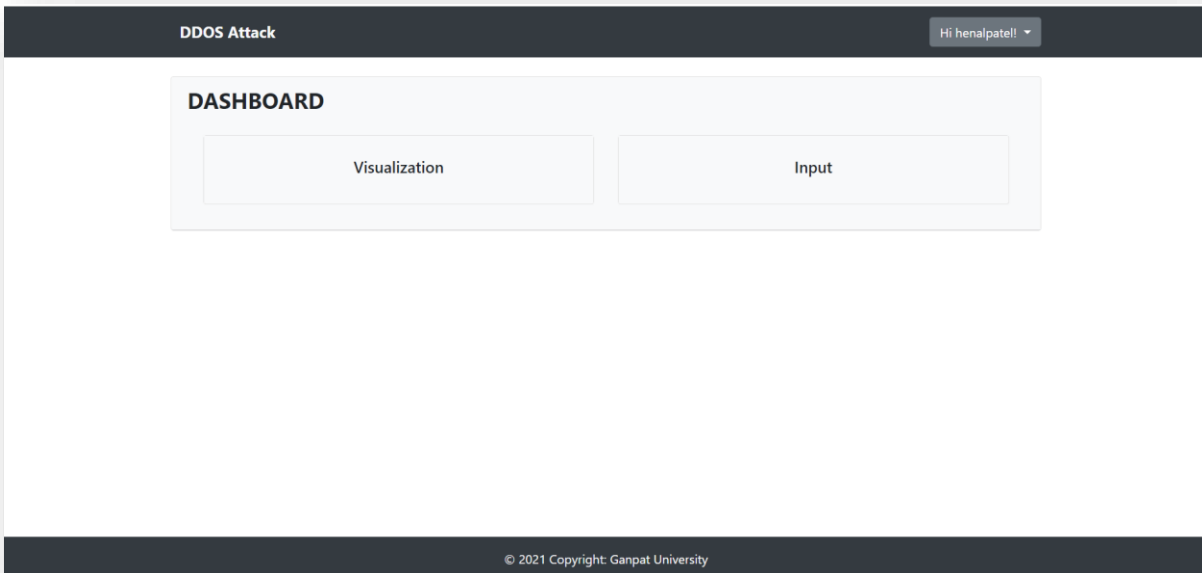 DDOS Attack
Hi henalpatel!
DASHBOARD
Visualization
Input
© 2021 Copyright: Ganpat University